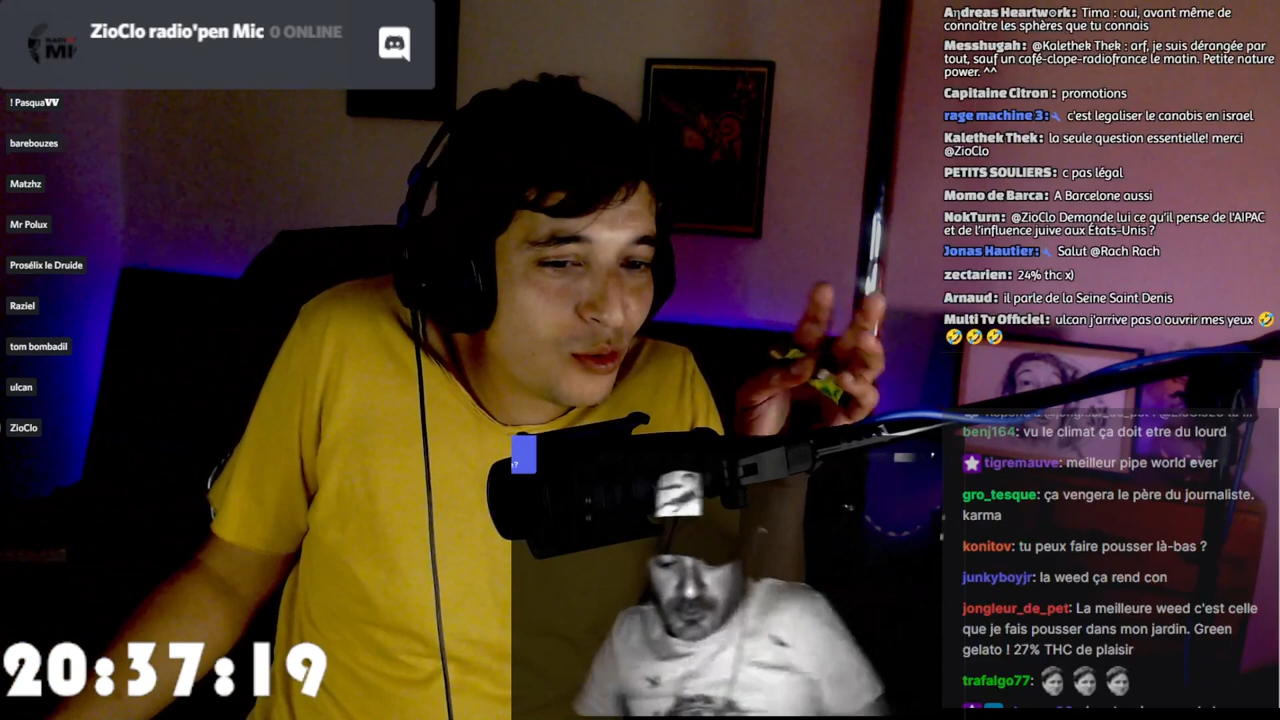 ZioClo radio'pen Mic 0 ONLINE
MI
! Pasqua
barebouzes
Matzhz
Mr Polux
Prosélix le Druide
Raziel
tom bombadil
ulcan
ZioClo
20:37:19
Andreas Heartwork: Tima : oui, avant même de
connaître les sphères que tu connais
Messhugah: @Kalethek Thek : arf, je suis dérangée par
tout, sauf un café-clope-radiofrance le matin. Petite nature
power. ^^
Capitaine Citron : promotions
rage machine 3: c'est legaliser le canabis en israel
Kalethek Thek: la seule question essentielle! merci
@ZioClo
PETITS SOULIERS: c pas légal
Momo de Barca: A Barcelone aussi
NokTurn: @ZioClo Demande lui ce qu'il pense de l'AIPAC
et de l'influence juive aux États-Unis ?
Jonas Hautier: Salut @Rach Rach
zectarien: 24% thc x)
Arnaud: il parle de la Seine Saint Denis
Multi Tv Officiel: ulcan j'arrive pas a ouvrir mes yeux 🤣
🤣 🤣 🤣
benj164: vu le climat ça doit etre du lourd
tigremauve: meilleur pipe world ever
gro_tesque: ça vengera le père du journaliste.
karma
konitov: tu peux faire pousser là-bas ?
junkyboyjr: la weed ça rend con
jongleur_de_pet: La meilleure weed c'est celle
que je fais pousser dans mon jardin. Green
gelato ! 27% THC de plaisir
trafalgo77: